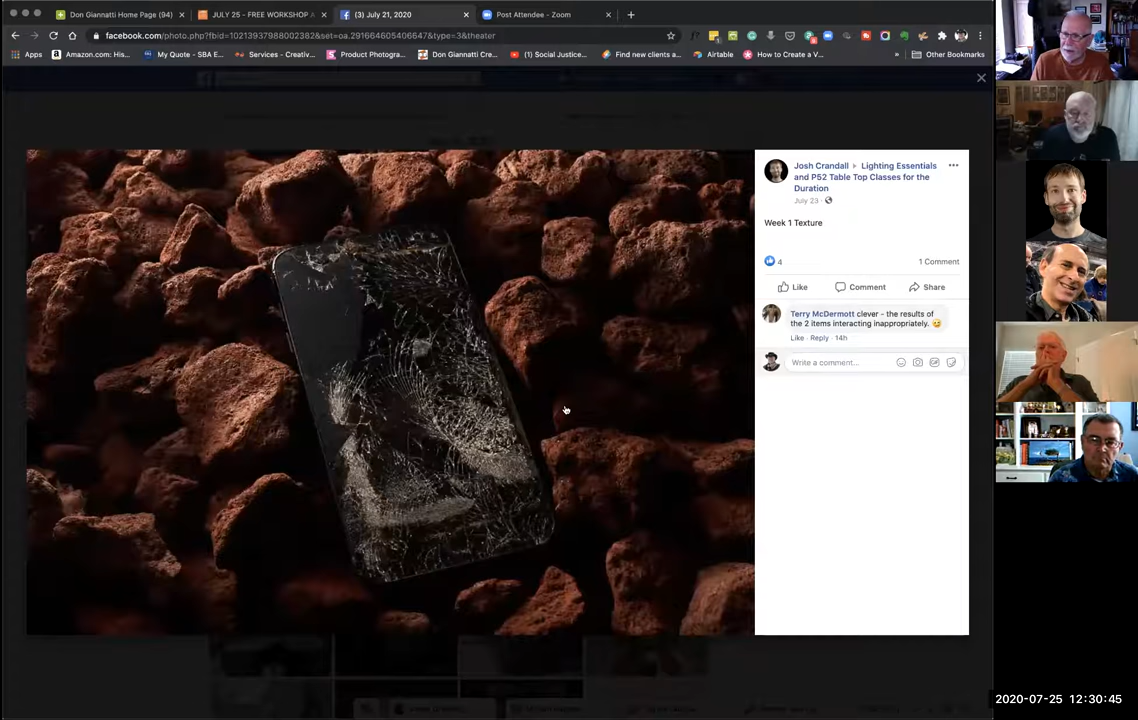 Don Giannatti Home Page (94)
JULY 25 - FREE WORKSHOP A
(3) July 21, 2020
Post Attendee - Zoom
facebook.com/photo.php?fbid=10213937988002382&set=oa.291664605406647&type=3&theater
Apps
Amazon.com: His...
My Quote - SBA E...
Services - Creativ...
Product Photogra...
Don Giannatti Cre...
(1) Social Justice...
Find new clients a...
Airtable
How to Create a V...
Other Bookmarks
Josh Crandall ▸ Lighting Essentials
and P52 Table Top Classes for the
Duration
July 23 ·
Week 1 Texture
4
1 Comment
Like
Comment
Share
Terry McDermott clever - the results of
the 2 items interacting inappropriately.
Like · Reply · 14h
Write a comment...
2020-07-25 12:30:45